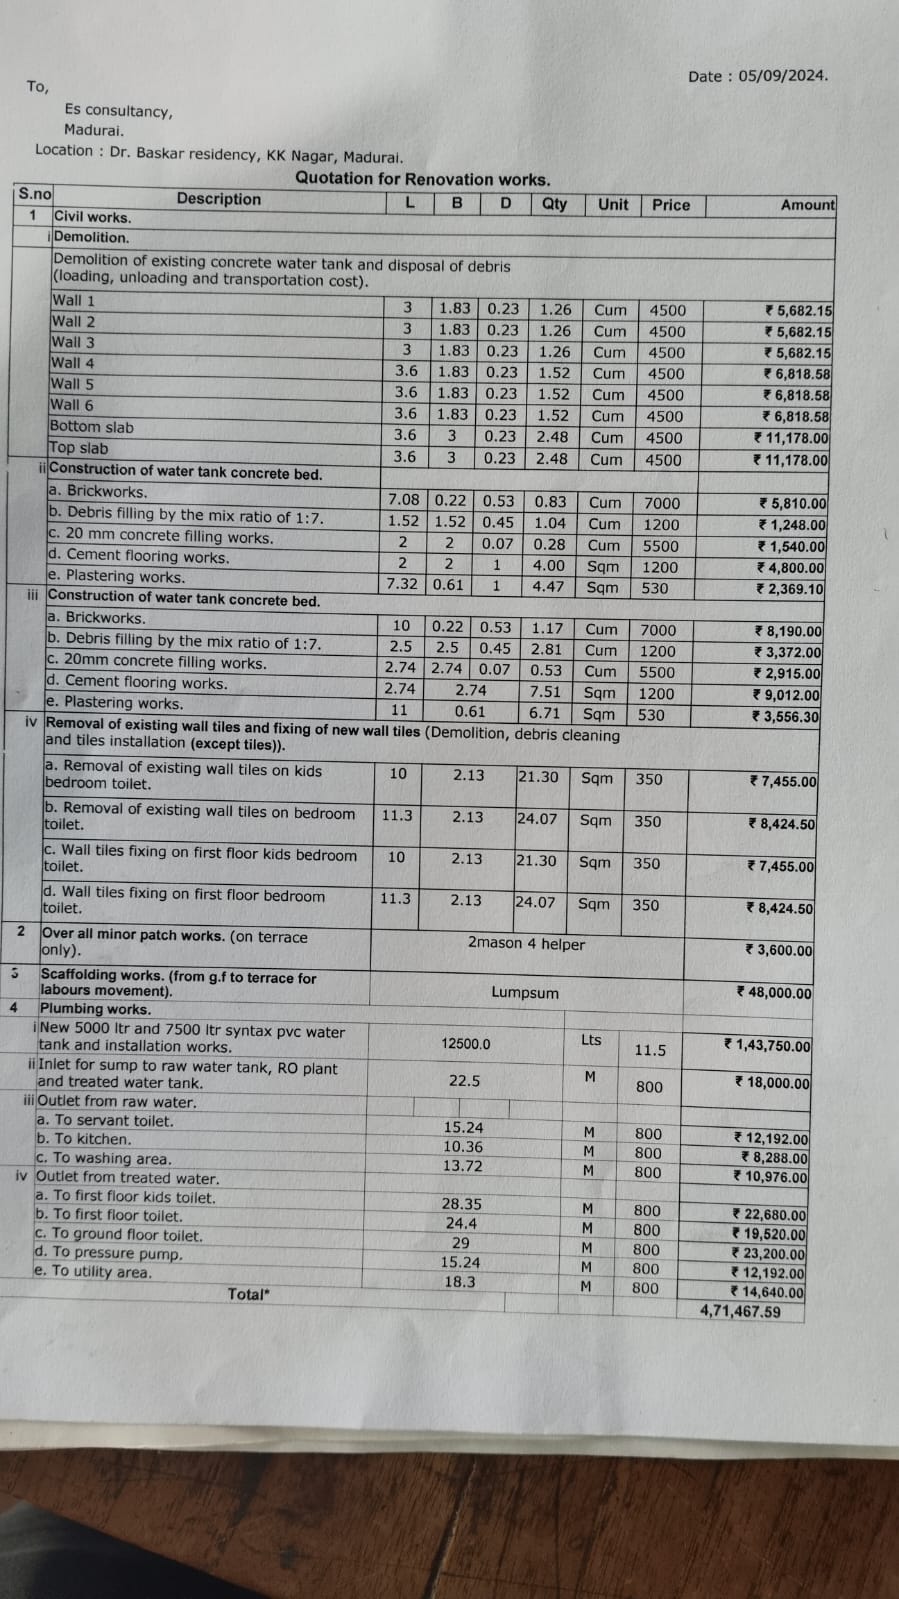 Date : 05/09/2024.
To,
Es consultancy,
Madurai.
Location : Dr. Baskar residency, KK Nagar, Madurai.
Quotation for Renovation works.
S.no Description L B D Qty Unit Price Amount
1 Civil works.
i Demolition.
Demolition of existing concrete water tank and disposal of debris
(loading, unloading and transportation cost).
Wall 1 3 1.83 0.23 1.26 Cum 4500 ₹ 5,682.15
Wall 2 3 1.83 0.23 1.26 Cum 4500 ₹ 5,682.15
Wall 3 3 1.83 0.23 1.26 Cum 4500 ₹ 5,682.15
Wall 4 3.6 1.83 0.23 1.52 Cum 4500 ₹ 6,818.58
Wall 5 3.6 1.83 0.23 1.52 Cum 4500 ₹ 6,818.58
Wall 6 3.6 1.83 0.23 1.52 Cum 4500 ₹ 6,818.58
Bottom slab 3.6 3 0.23 2.48 Cum 4500 ₹ 11,178.00
Top slab 3.6 3 0.23 2.48 Cum 4500 ₹ 11,178.00
ii Construction of water tank concrete bed.
a. Brickworks. 7.08 0.22 0.53 0.83 Cum 7000 ₹ 5,810.00
b. Debris filling by the mix ratio of 1:7. 1.52 1.52 0.45 1.04 Cum 1200 ₹ 1,248.00
c. 20 mm concrete filling works. 2 2 0.07 0.28 Cum 5500 ₹ 1,540.00
d. Cement flooring works. 2 2 1 4.00 Sqm 1200 ₹ 4,800.00
e. Plastering works. 7.32 0.61 1 4.47 Sqm 530 ₹ 2,369.10
iii Construction of water tank concrete bed.
a. Brickworks. 10 0.22 0.53 1.17 Cum 7000 ₹ 8,190.00
b. Debris filling by the mix ratio of 1:7. 2.5 2.5 0.45 2.81 Cum 1200 ₹ 3,372.00
c. 20mm concrete filling works. 2.74 2.74 0.07 0.53 Cum 5500 ₹ 2,915.00
d. Cement flooring works. 2.74 2.74 7.51 Sqm 1200 ₹ 9,012.00
e. Plastering works. 11 0.61 6.71 Sqm 530 ₹ 3,556.30
iv Removal of existing wall tiles and fixing of new wall tiles (Demolition, debris cleaning
and tiles installation (except tiles)).
a. Removal of existing wall tiles on kids
bedroom toilet. 10 2.13 21.30 Sqm 350 ₹ 7,455.00
b. Removal of existing wall tiles on bedroom
toilet. 11.3 2.13 24.07 Sqm 350 ₹ 8,424.50
c. Wall tiles fixing on first floor kids bedroom
toilet. 10 2.13 21.30 Sqm 350 ₹ 7,455.00
d. Wall tiles fixing on first floor bedroom
toilet. 11.3 2.13 24.07 Sqm 350 ₹ 8,424.50
2 Over all minor patch works. (on terrace
only). 2mason 4 helper ₹ 3,600.00
3 Scaffolding works. (from g.f to terrace for
labours movement). Lumpsum ₹ 48,000.00
4 Plumbing works.
i New 5000 ltr and 7500 ltr syntax pvc water
tank and installation works. 12500.0 Lts 11.5 ₹ 1,43,750.00
ii Inlet for sump to raw water tank, RO plant
and treated water tank. 22.5 M 800 ₹ 18,000.00
iii Outlet from raw water.
a. To servant toilet. 15.24 M 800 ₹ 12,192.00
b. To kitchen. 10.36 M 800 ₹ 8,288.00
c. To washing area. 13.72 M 800 ₹ 10,976.00
iv Outlet from treated water.
a. To first floor kids toilet. 28.35 M 800 ₹ 22,680.00
b. To first floor toilet. 24.4 M 800 ₹ 19,520.00
c. To ground floor toilet. 29 M 800 ₹ 23,200.00
d. To pressure pump. 15.24 M 800 ₹ 12,192.00
e. To utility area. 18.3 M 800 ₹ 14,640.00
Total* 4,71,467.59